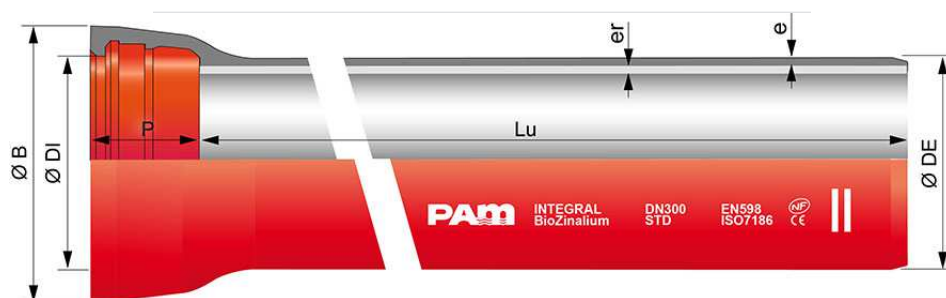 er
e
P
Lu
Ø B
Ø DI
Ø DE
PAM
INTEGRAL
BioZinalium
DN300
STD
EN598
ISO7186
NF
CE